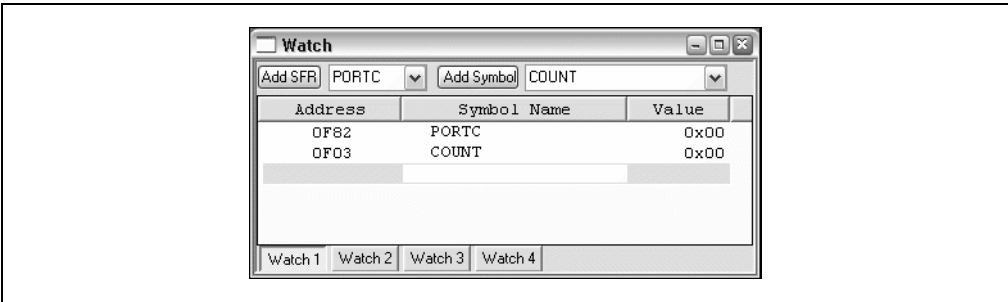 Watch
Add SFR PORTC Add Symbol COUNT
Address Symbol Name Value
0F82 PORTC 0x00
0F03 COUNT 0x00
Watch 1 Watch 2 Watch 3 Watch 4